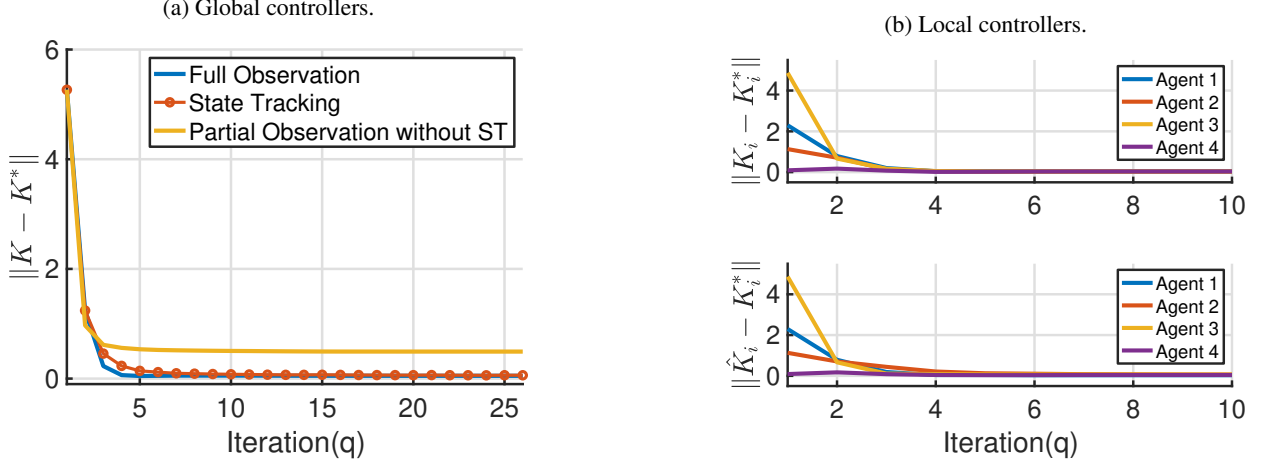 (a) Global controllers.
6
4
2
0
‖K − K*‖
Full Observation
State Tracking
Partial Observation without ST
5
10
15
20
25
Iteration(q)
(b) Local controllers.
‖K_i − K_i^*‖
4
2
0
Agent 1
Agent 2
Agent 3
Agent 4
2
4
6
8
10
‖K̂_i − K_i^*‖
4
2
0
Agent 1
Agent 2
Agent 3
Agent 4
2
4
6
8
10
Iteration(q)